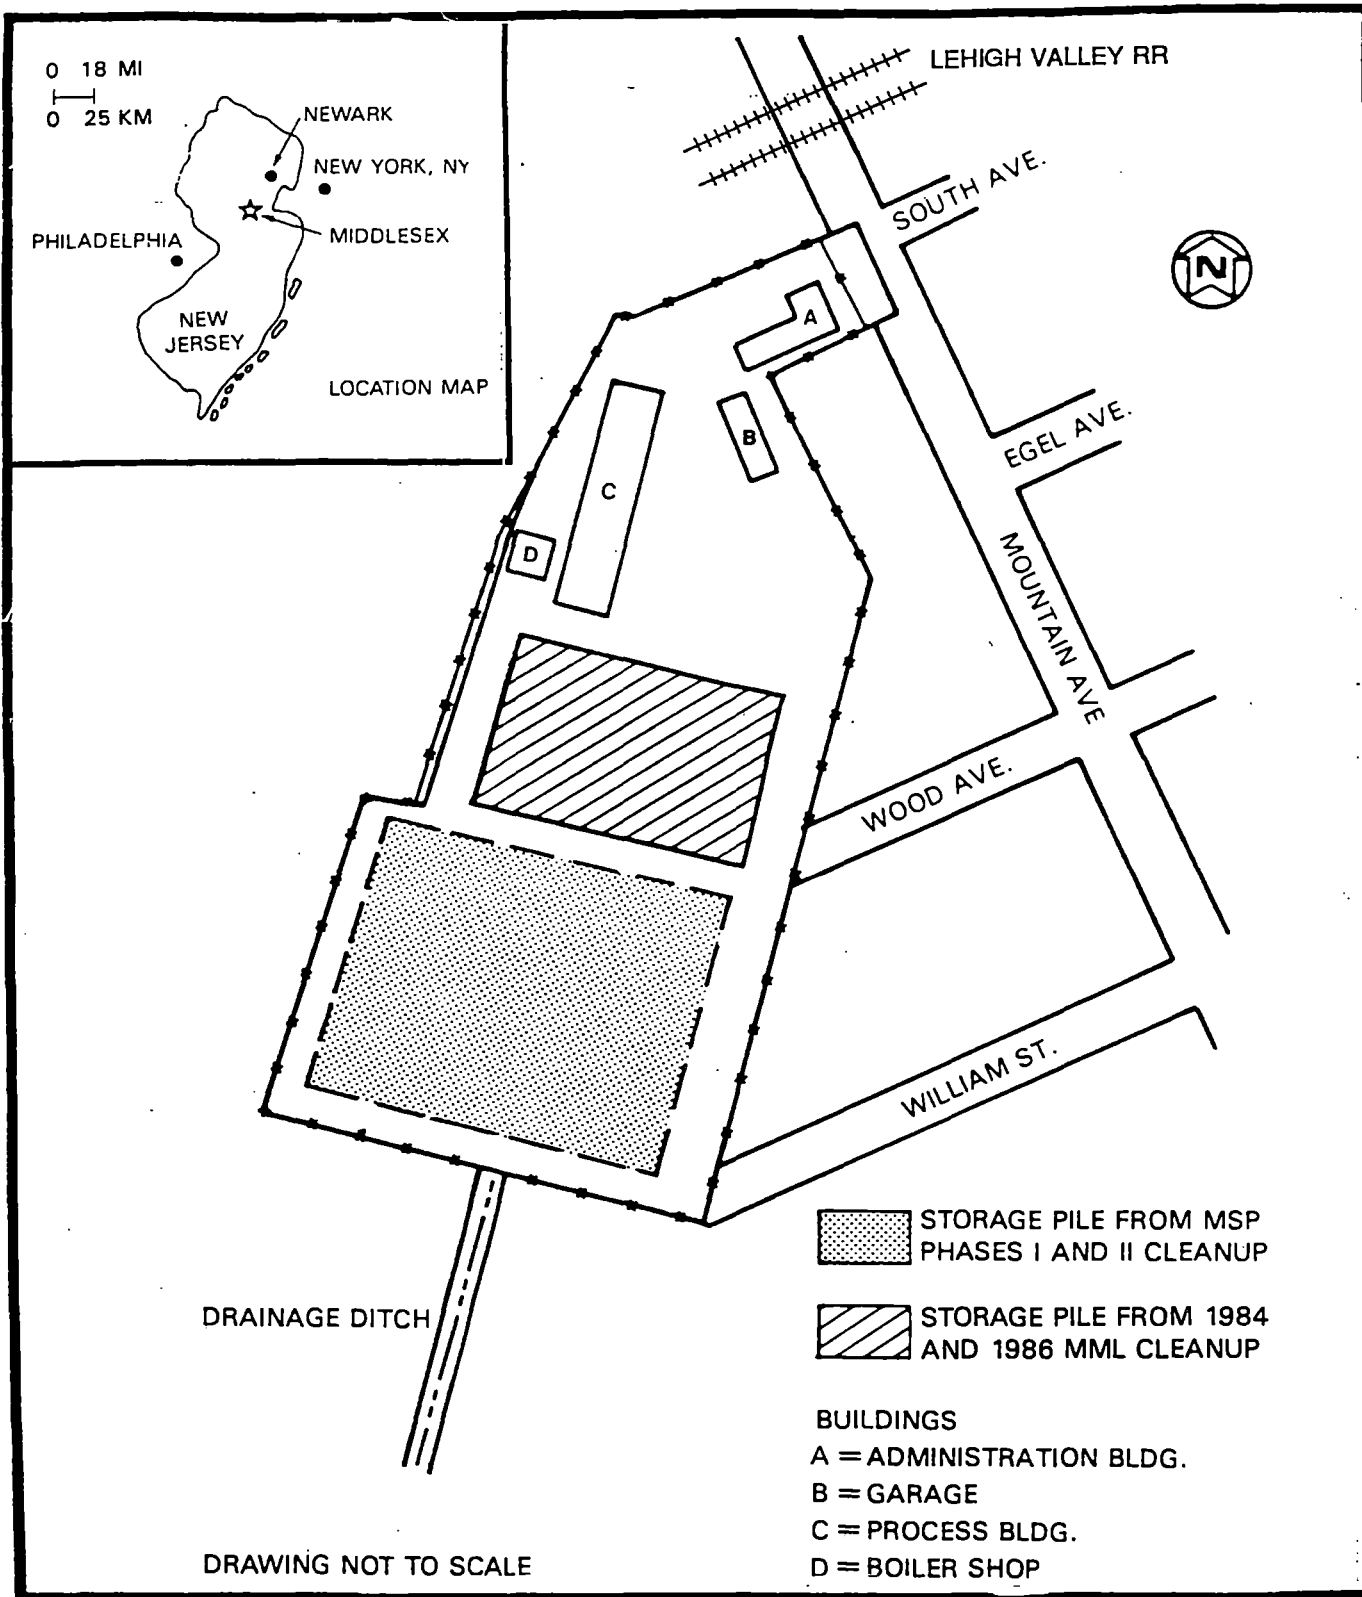 0 18 MI
0 25 KM
NEWARK
NEW YORK, NY
PHILADELPHIA
MIDDLESEX
NEW
JERSEY
LOCATION MAP
LEHIGH VALLEY RR
SOUTH AVE.
N
A
EGEL AVE.
B
C
D
MOUNTAIN AVE
WOOD AVE.
WILLIAM ST.
STORAGE PILE FROM MSP
PHASES I AND II CLEANUP
DRAINAGE DITCH
STORAGE PILE FROM 1984
AND 1986 MML CLEANUP
BUILDINGS
A = ADMINISTRATION BLDG.
B = GARAGE
C = PROCESS BLDG.
D = BOILER SHOP
DRAWING NOT TO SCALE